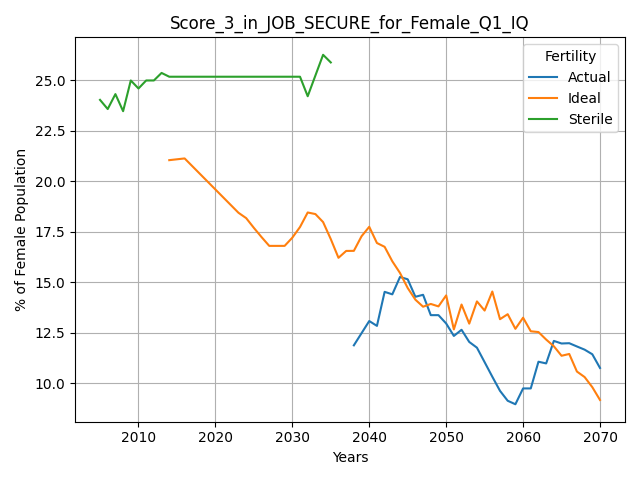 Score_3_in_JOB_SECURE_for_Female_Q1_IQ
Fertility
Actual
Ideal
Sterile
% of Female Population
25.0
22.5
20.0
17.5
15.0
12.5
10.0
2010 2020 2030 2040 2050 2060 2070
Years